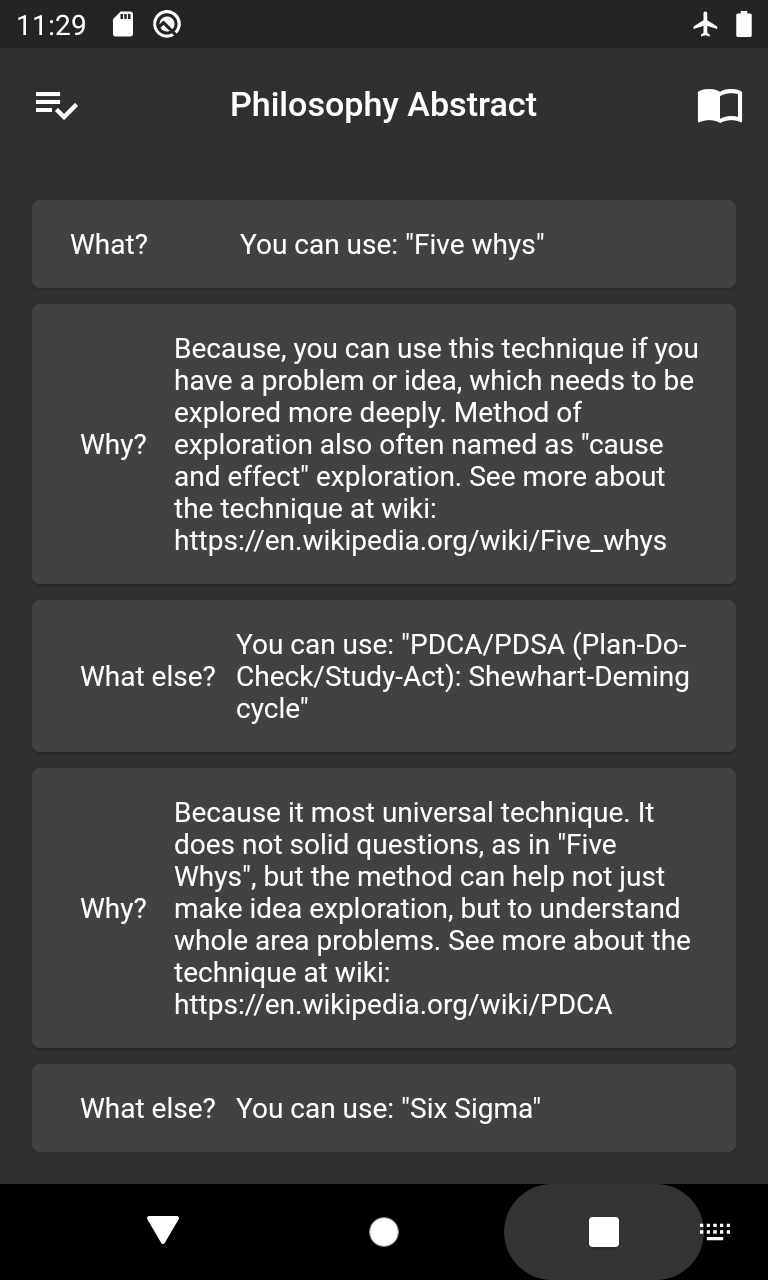 11:29
Philosophy Abstract
What?
You can use: "Five whys"
Why?
Because, you can use this technique if you
have a problem or idea, which needs to be
explored more deeply. Method of
exploration also often named as "cause
and effect" exploration. See more about
the technique at wiki:
https://en.wikipedia.org/wiki/Five_whys
What else?
You can use: "PDCA/PDSA (Plan-Do-
Check/Study-Act): Shewhart-Deming
cycle"
Why?
Because it most universal technique. It
does not solid questions, as in "Five
Whys", but the method can help not just
make idea exploration, but to understand
whole area problems. See more about the
technique at wiki:
https://en.wikipedia.org/wiki/PDCA
What else?
You can use: "Six Sigma"